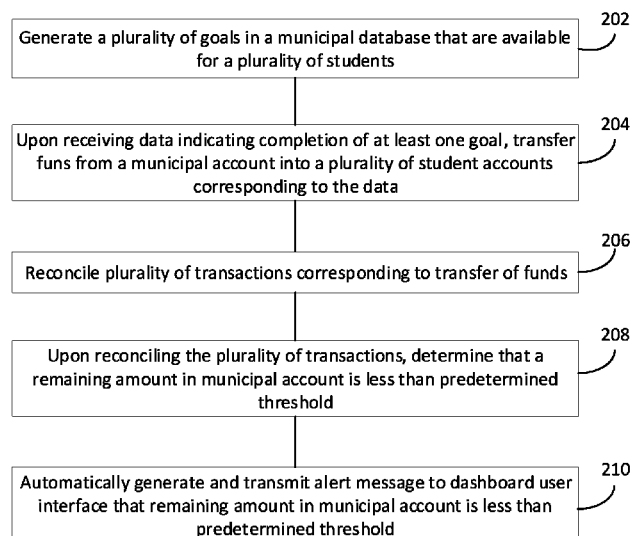 202
Generate a plurality of goals in a municipal database that are available
for a plurality of students
204
Upon receiving data indicating completion of at least one goal, transfer
funs from a municipal account into a plurality of student accounts
corresponding to the data
206
Reconcile plurality of transactions corresponding to transfer of funds
208
Upon reconciling the plurality of transactions, determine that a
remaining amount in municipal account is less than predetermined
threshold
210
Automatically generate and transmit alert message to dashboard user
interface that remaining amount in municipal account is less than
predetermined threshold